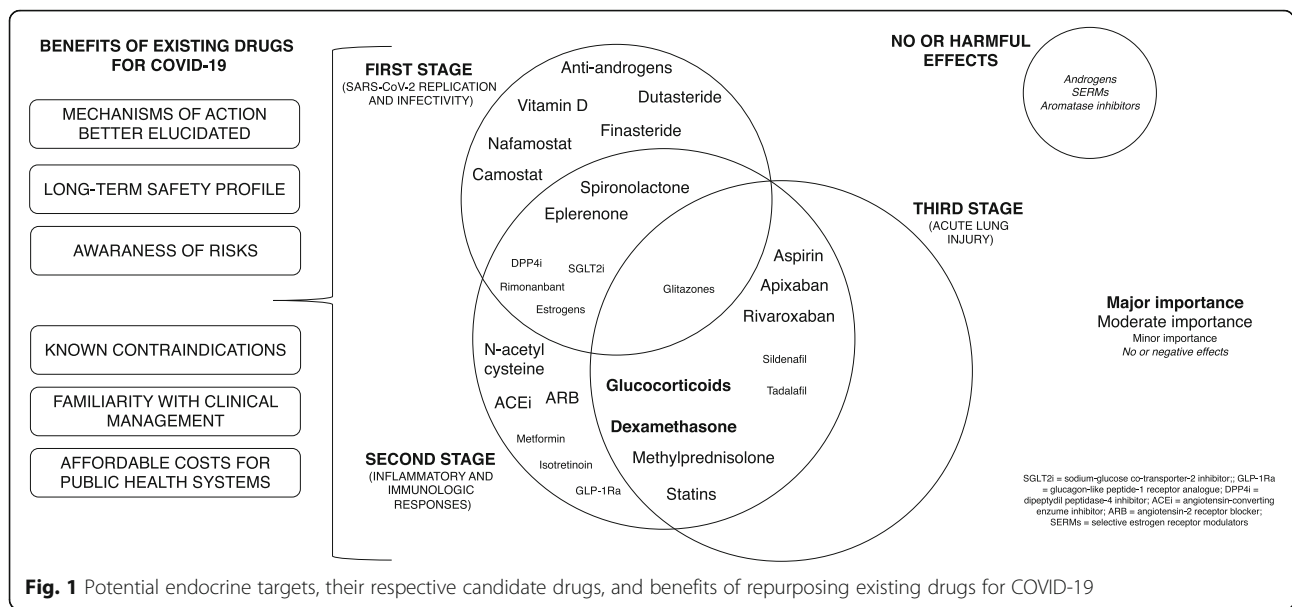 BENEFITS OF EXISTING DRUGS
FOR COVID-19
MECHANISMS OF ACTION
BETTER ELUCIDATED
LONG-TERM SAFETY PROFILE
AWARANESS OF RISKS
KNOWN CONTRAINDICATIONS
FAMILIARITY WITH CLINICAL
MANAGEMENT
AFFORDABLE COSTS FOR
PUBLIC HEALTH SYSTEMS
FIRST STAGE
(SARS-CoV-2 REPLICATION
AND INFECTIVITY)
Anti-androgens
Vitamin D
Dutasteride
Nafamostat
Finasteride
Camostat
Spironolactone
Eplerenone
DPP4i
SGLT2i
Rimonanbant
Estrogens
Glitazones
Aspirin
Apixaban
Rivaroxaban
Sildenafil
Tadalafil
N-acetyl
cysteine
ACEi
ARB
Metformin
Isotretinoin
GLP-1Ra
Glucocorticoids
Dexamethasone
Methylprednisolone
Statins
SECOND STAGE
(INFLAMMATORY AND
IMMUNOLOGIC
RESPONSES)
THIRD STAGE
(ACUTE LUNG
INJURY)
NO OR HARMFUL
EFFECTS
Androgens
SERMs
Aromatase inhibitors
Major importance
Moderate importance
Minor importance
No or negative effects
SGLT2i = sodium-glucose co-transporter-2 inhibitor;; GLP-1Ra
= glucagon-like peptide-1 receptor analogue; DPP4i =
dipeptydil peptidase-4 inhibitor; ACEi = angiotensin-converting
enzyme inhibitor; ARB = angiotensin-2 receptor blocker;
SERMs = selective estrogen receptor modulators
Fig. 1 Potential endocrine targets, their respective candidate drugs, and benefits of repurposing existing drugs for COVID-19